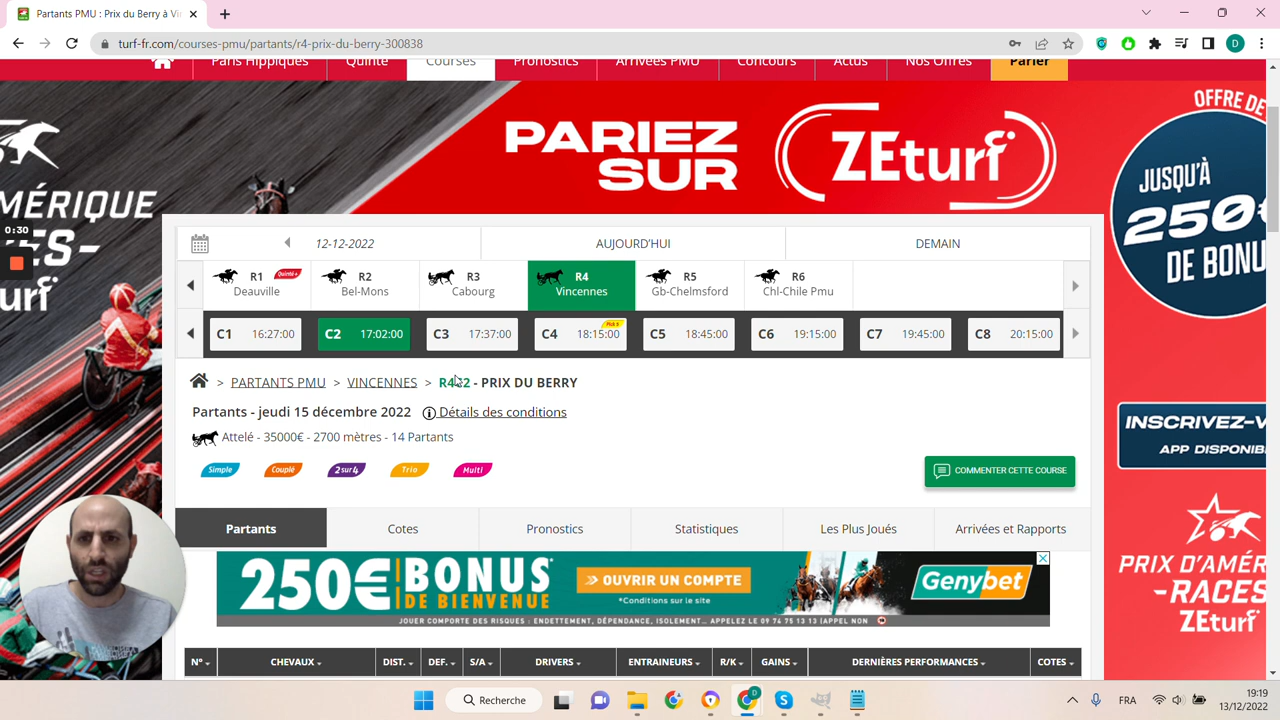 Partants PMU : Prix du Berry à Vi
turf-fr.com/courses-pmu/partants/r4-prix-du-berry-300838
Paris Hippiques
Quinté
Courses
Pronostics
Arrivées PMU
Concours
Actus
Nos Offres
Parier
PARIEZ
SUR
ZEturf
OFFRE DE
JUSQU'À
250€
DE BONU
MÉRIQUE
ES-
turf
0:30
12-12-2022
AUJOURD'HUI
DEMAIN
R1 Quinté+
Deauville
R2
Bel-Mons
R3
Cabourg
R4
Vincennes
R5
Gb-Chelmsford
R6
Chl-Chile Pmu
C1 16:27:00
C2 17:02:00
C3 17:37:00
C4 18:15:00 Pick5
C5 18:45:00
C6 19:15:00
C7 19:45:00
C8 20:15:00
> PARTANTS PMU > VINCENNES > R4C2 - PRIX DU BERRY
Partants - jeudi 15 décembre 2022 Détails des conditions
Attelé - 35000€ - 2700 mètres - 14 Partants
Simple Couplé 2sur4 Trio Multi
COMMENTER CETTE COURSE
INSCRIVEZ-V
APP DISPONIB
Partants Cotes Pronostics Statistiques Les Plus Joués Arrivées et Rapports
250€ BONUS
DE BIENVENUE
>> OUVRIR UN COMPTE
*Conditions sur le site
Genybet
JOUER COMPORTE DES RISQUES : ENDETTEMENT, DÉPENDANCE, ISOLEMENT... APPELEZ LE 09 74 75 13 13 (APPEL NON
PRIX D'AMÉR
-RACES
ZEturf
N° CHEVAUX DIST. DEF. S/A DRIVERS ENTRAINEURS R/K GAINS DERNIÈRES PERFORMANCES COTES
Recherche
FRA
19:19
13/12/2022